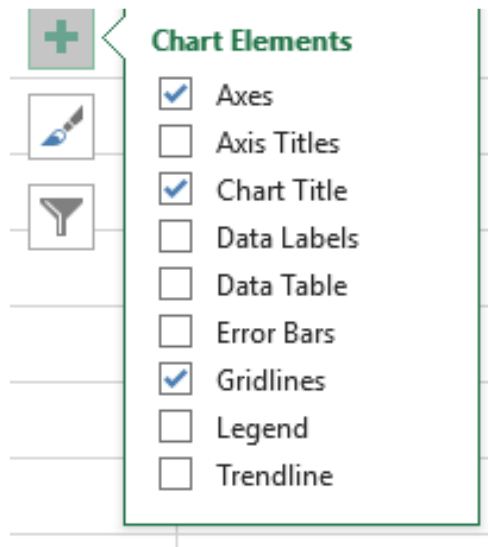 Chart Elements
Axes
Axis Titles
Chart Title
Data Labels
Data Table
Error Bars
Gridlines
Legend
Trendline